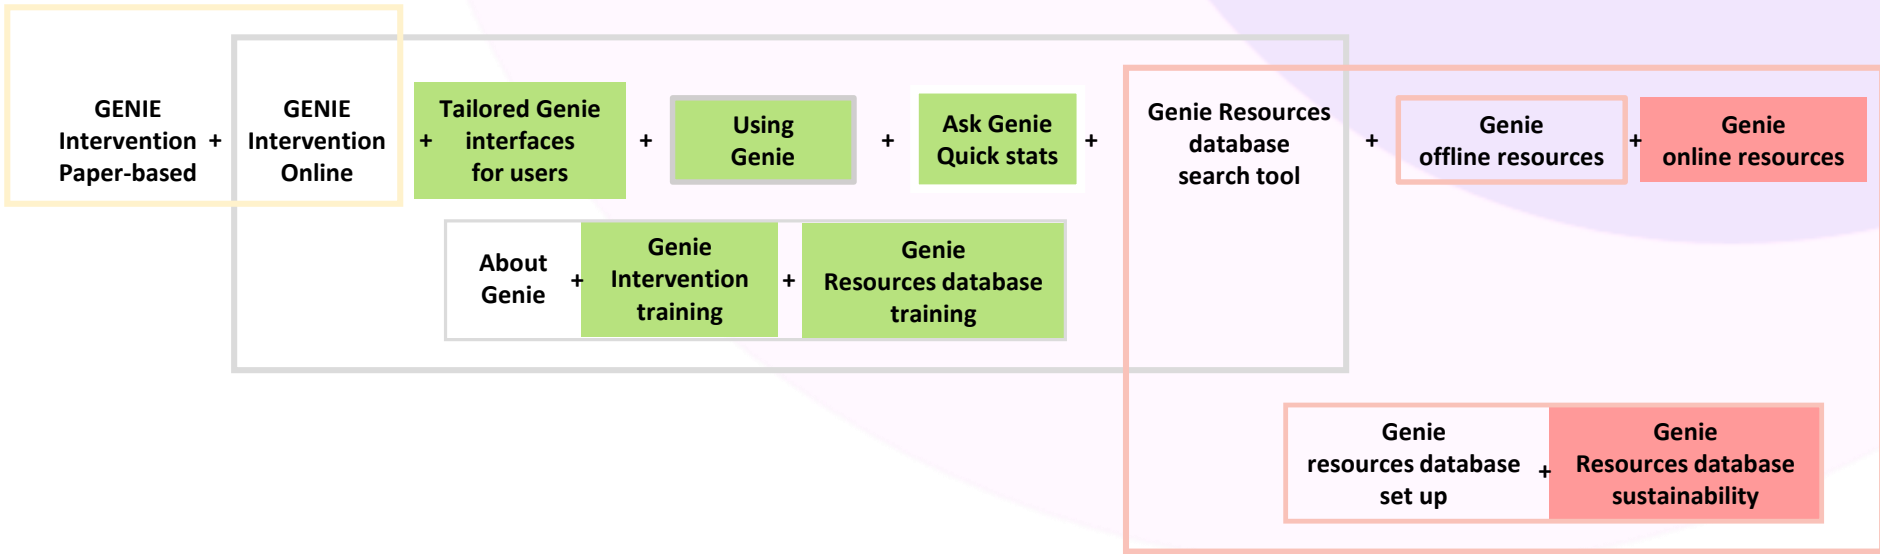 GENIE
Intervention
Paper-based
+
GENIE
Intervention
Online
+
Tailored Genie
interfaces
for users
+
Using
Genie
+
Ask Genie
Quick stats
+
Genie Resources
database
search tool
+
Genie
offline resources
+
Genie
online resources
About
Genie
+
Genie
Intervention
training
+
Genie
Resources database
training
Genie
resources database
set up
+
Genie
Resources database
sustainability